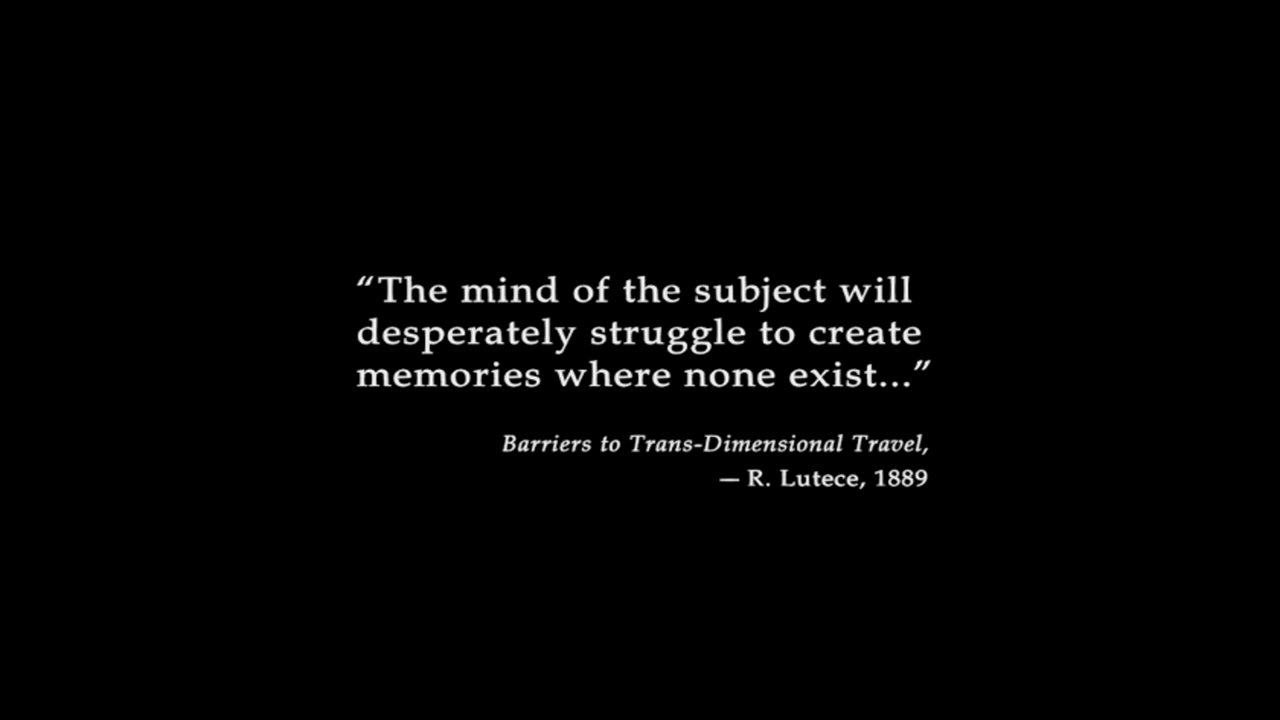 “The mind of the subject will
desperately struggle to create
memories where none exist...”
Barriers to Trans-Dimensional Travel,
— R. Lutece, 1889